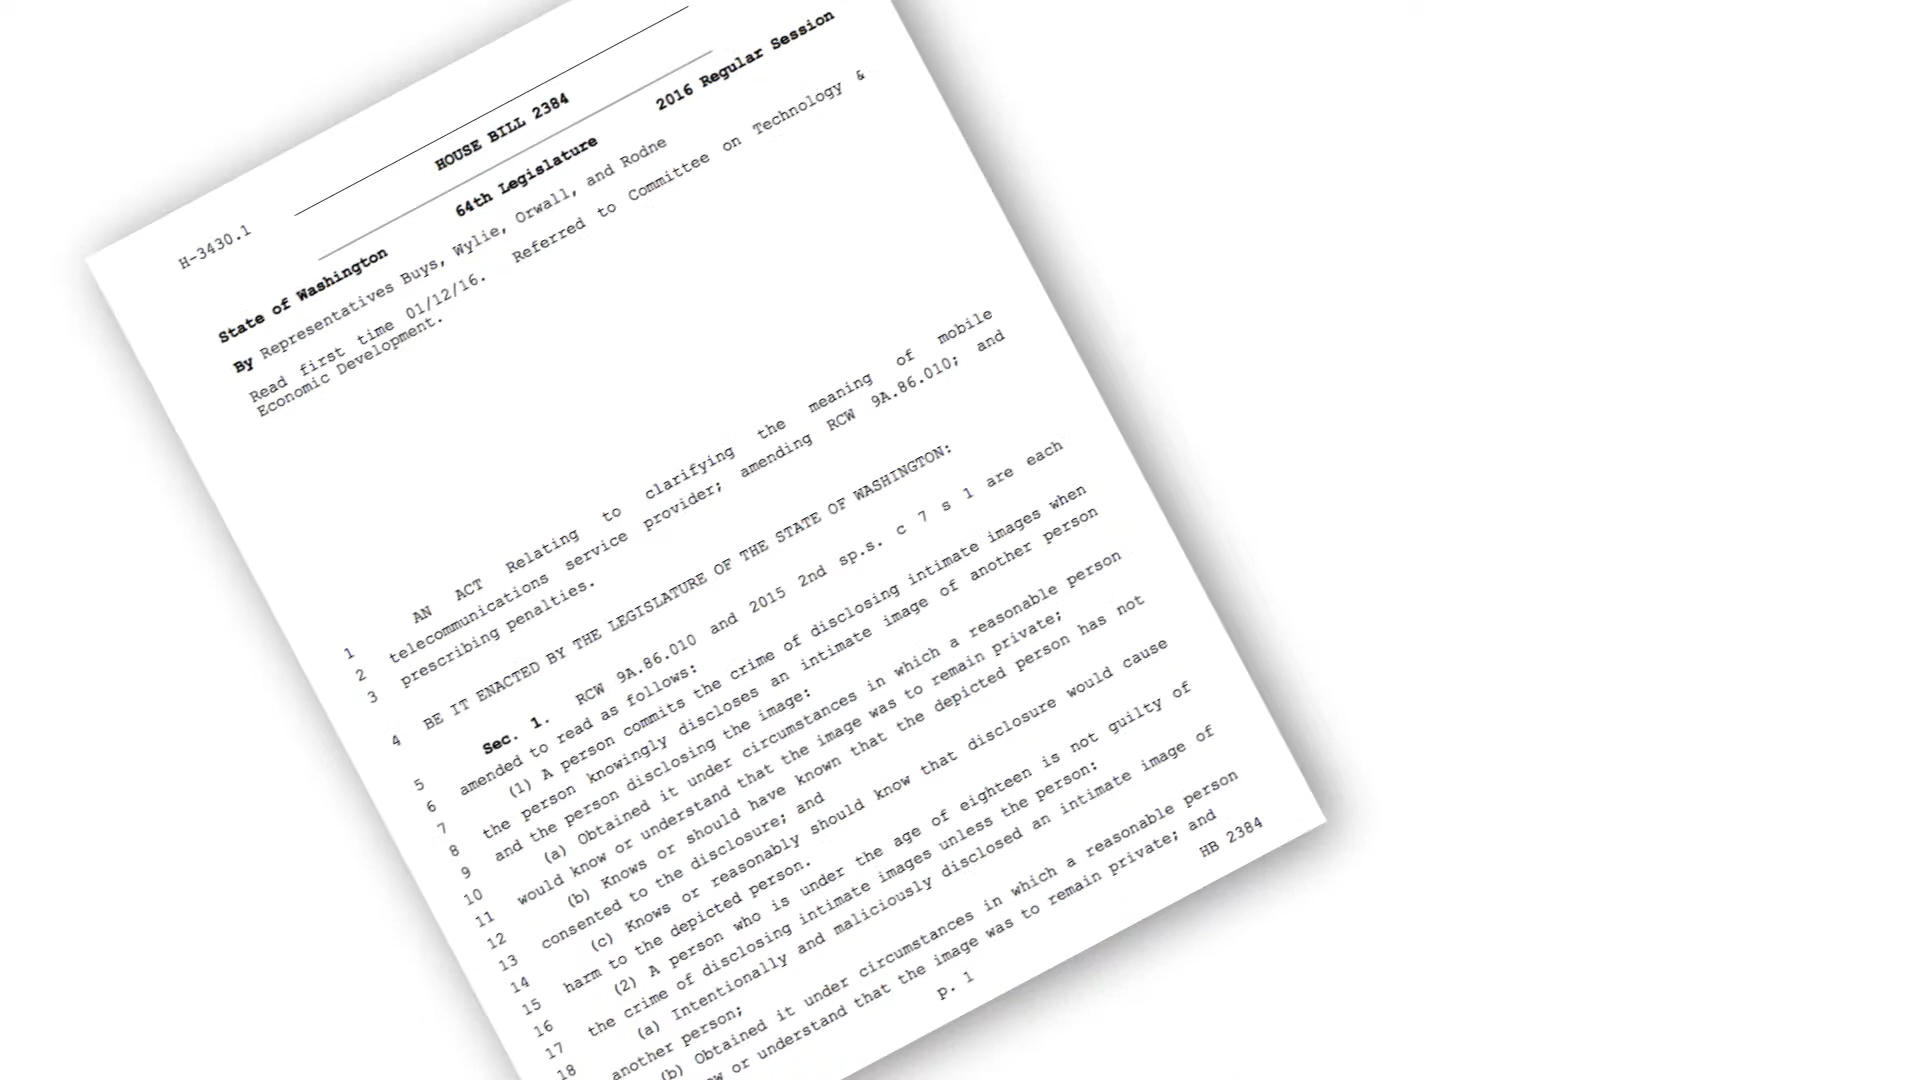 H-3430.1
HOUSE BILL 2384
State of Washington 64th Legislature 2016 Regular Session
By Representatives Buys, Wylie, Orwall, and Rodne
Read first time 01/12/16. Referred to Committee on Technology &
Economic Development.
1 AN ACT Relating to clarifying the meaning of mobile
2 telecommunications service provider; amending RCW 9A.86.010; and
3 prescribing penalties.
4 BE IT ENACTED BY THE LEGISLATURE OF THE STATE OF WASHINGTON:
5 Sec. 1. RCW 9A.86.010 and 2015 2nd sp.s. c 7 s 1 are each
6 amended to read as follows:
7 (1) A person commits the crime of disclosing intimate images when
8 the person knowingly discloses an intimate image of another person
9 and the person disclosing the image:
10 (a) Obtained it under circumstances in which a reasonable person
11 would know or understand that the image was to remain private;
12 (b) Knows or should have known that the depicted person has not
13 consented to the disclosure; and
14 (c) Knows or reasonably should know that disclosure would cause
15 harm to the depicted person.
16 (2) A person who is under the age of eighteen is not guilty of
17 the crime of disclosing intimate images unless the person:
18 (a) Intentionally and maliciously disclosed an intimate image of
another person;
(b) Obtained it under circumstances in which a reasonable person
or understand that the image was to remain private; and
p. 1 HB 2384